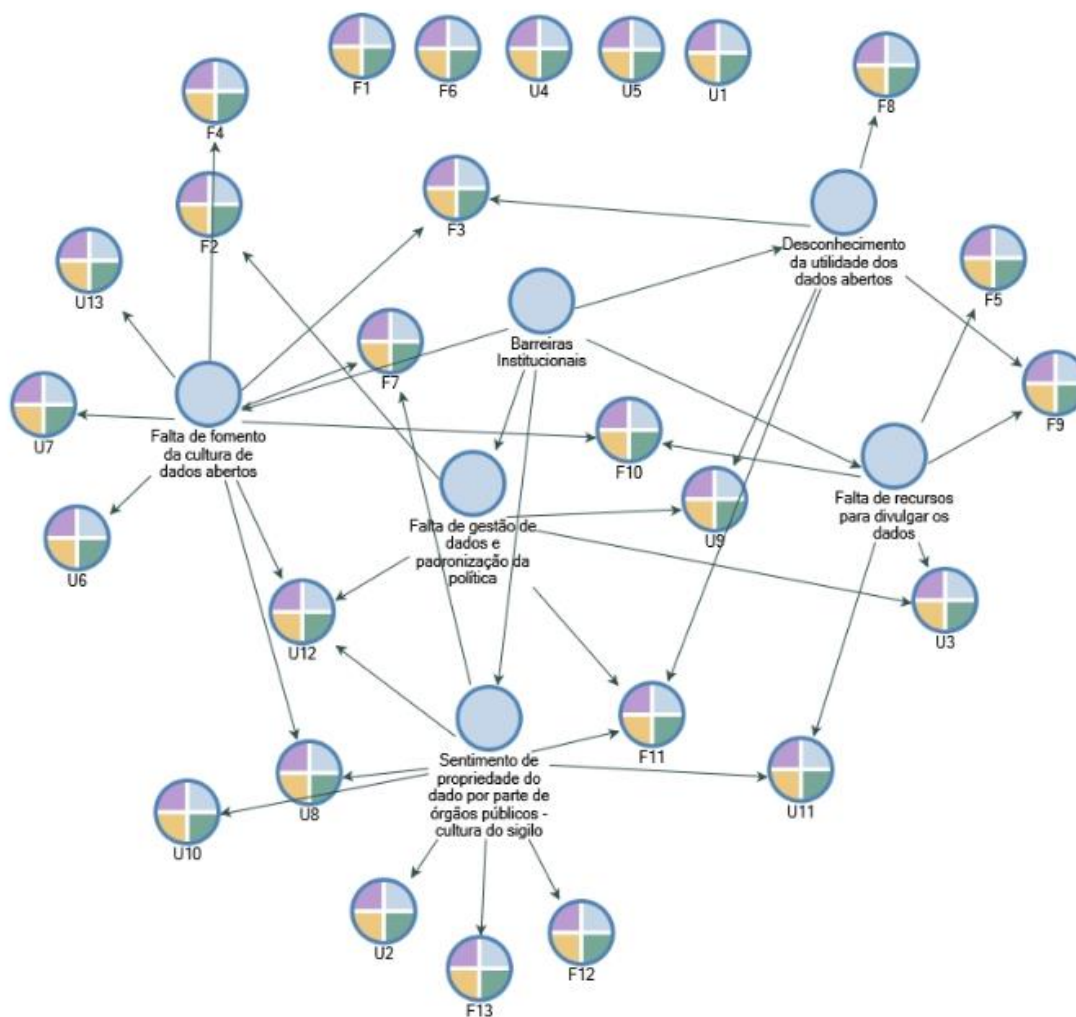 F1
F6
U4
U5
U1
F8
F4
F2
F3
Desconhecimento
da utilidade dos
dados abertos
U13
F5
Barreiras
Institucionais
F7
F9
U7
Falta de fomento
da cultura de
dados abertos
F10
Falta de recursos
para divulgar os
dados
Falta de gestão de
dados e
padronização da
política
U9
U6
U3
U12
F11
Sentimento de
propriedade do
dado por parte de
órgãos públicos -
cultura do sigilo
U8
U11
U10
U2
F12
F13